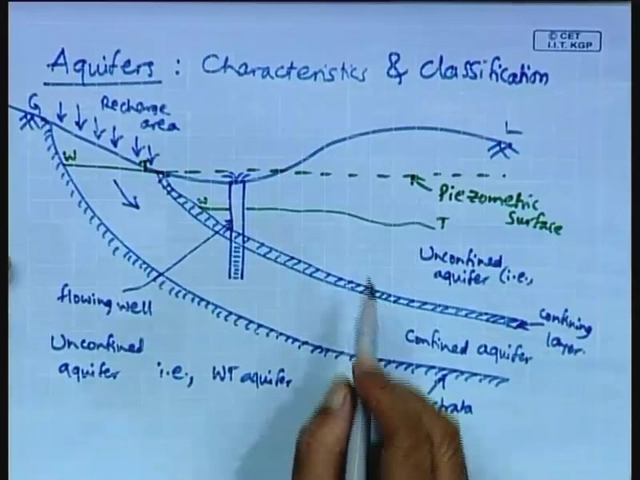 © CET
I.I.T. KGP
Aquifers : Characteristics & Classification
G
Recharge
area
L
W
T
Piezometric
Surface
W
T
Unconfined
aquifer (i.e.,
flowing well
confining
layer.
Confined aquifer
Unconfined
aquifer i.e., WT aquifer
strata